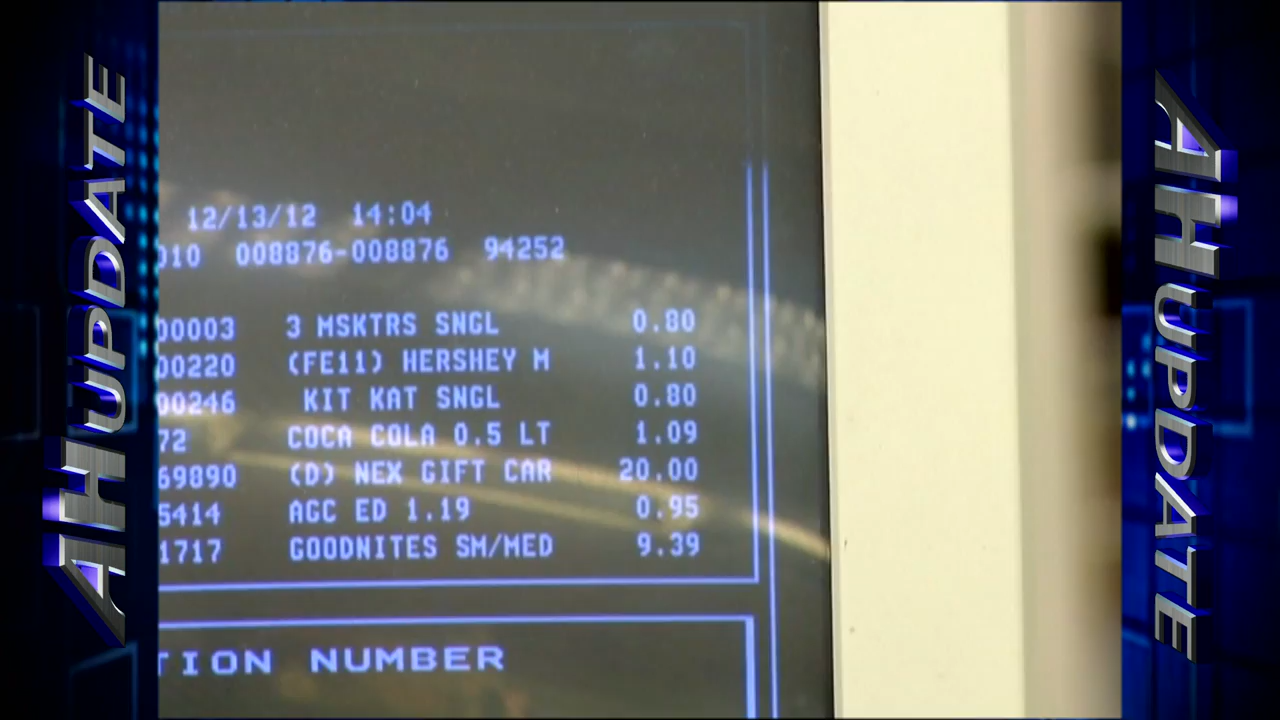 AHUPDATE
12/13/12 14:04
010 008876-008876 94252
00003 3 MSKTRS SNGL 0.80
00220 (FE11) HERSHEY M 1.10
00246 KIT KAT SNGL 0.80
72 COCA COLA 0.5 LT 1.09
69890 (D) NEX GIFT CAR 20.00
5414 AGC ED 1.19 0.95
1717 GOODNITES SM/MED 9.39
TION NUMBER
AHUPDATE